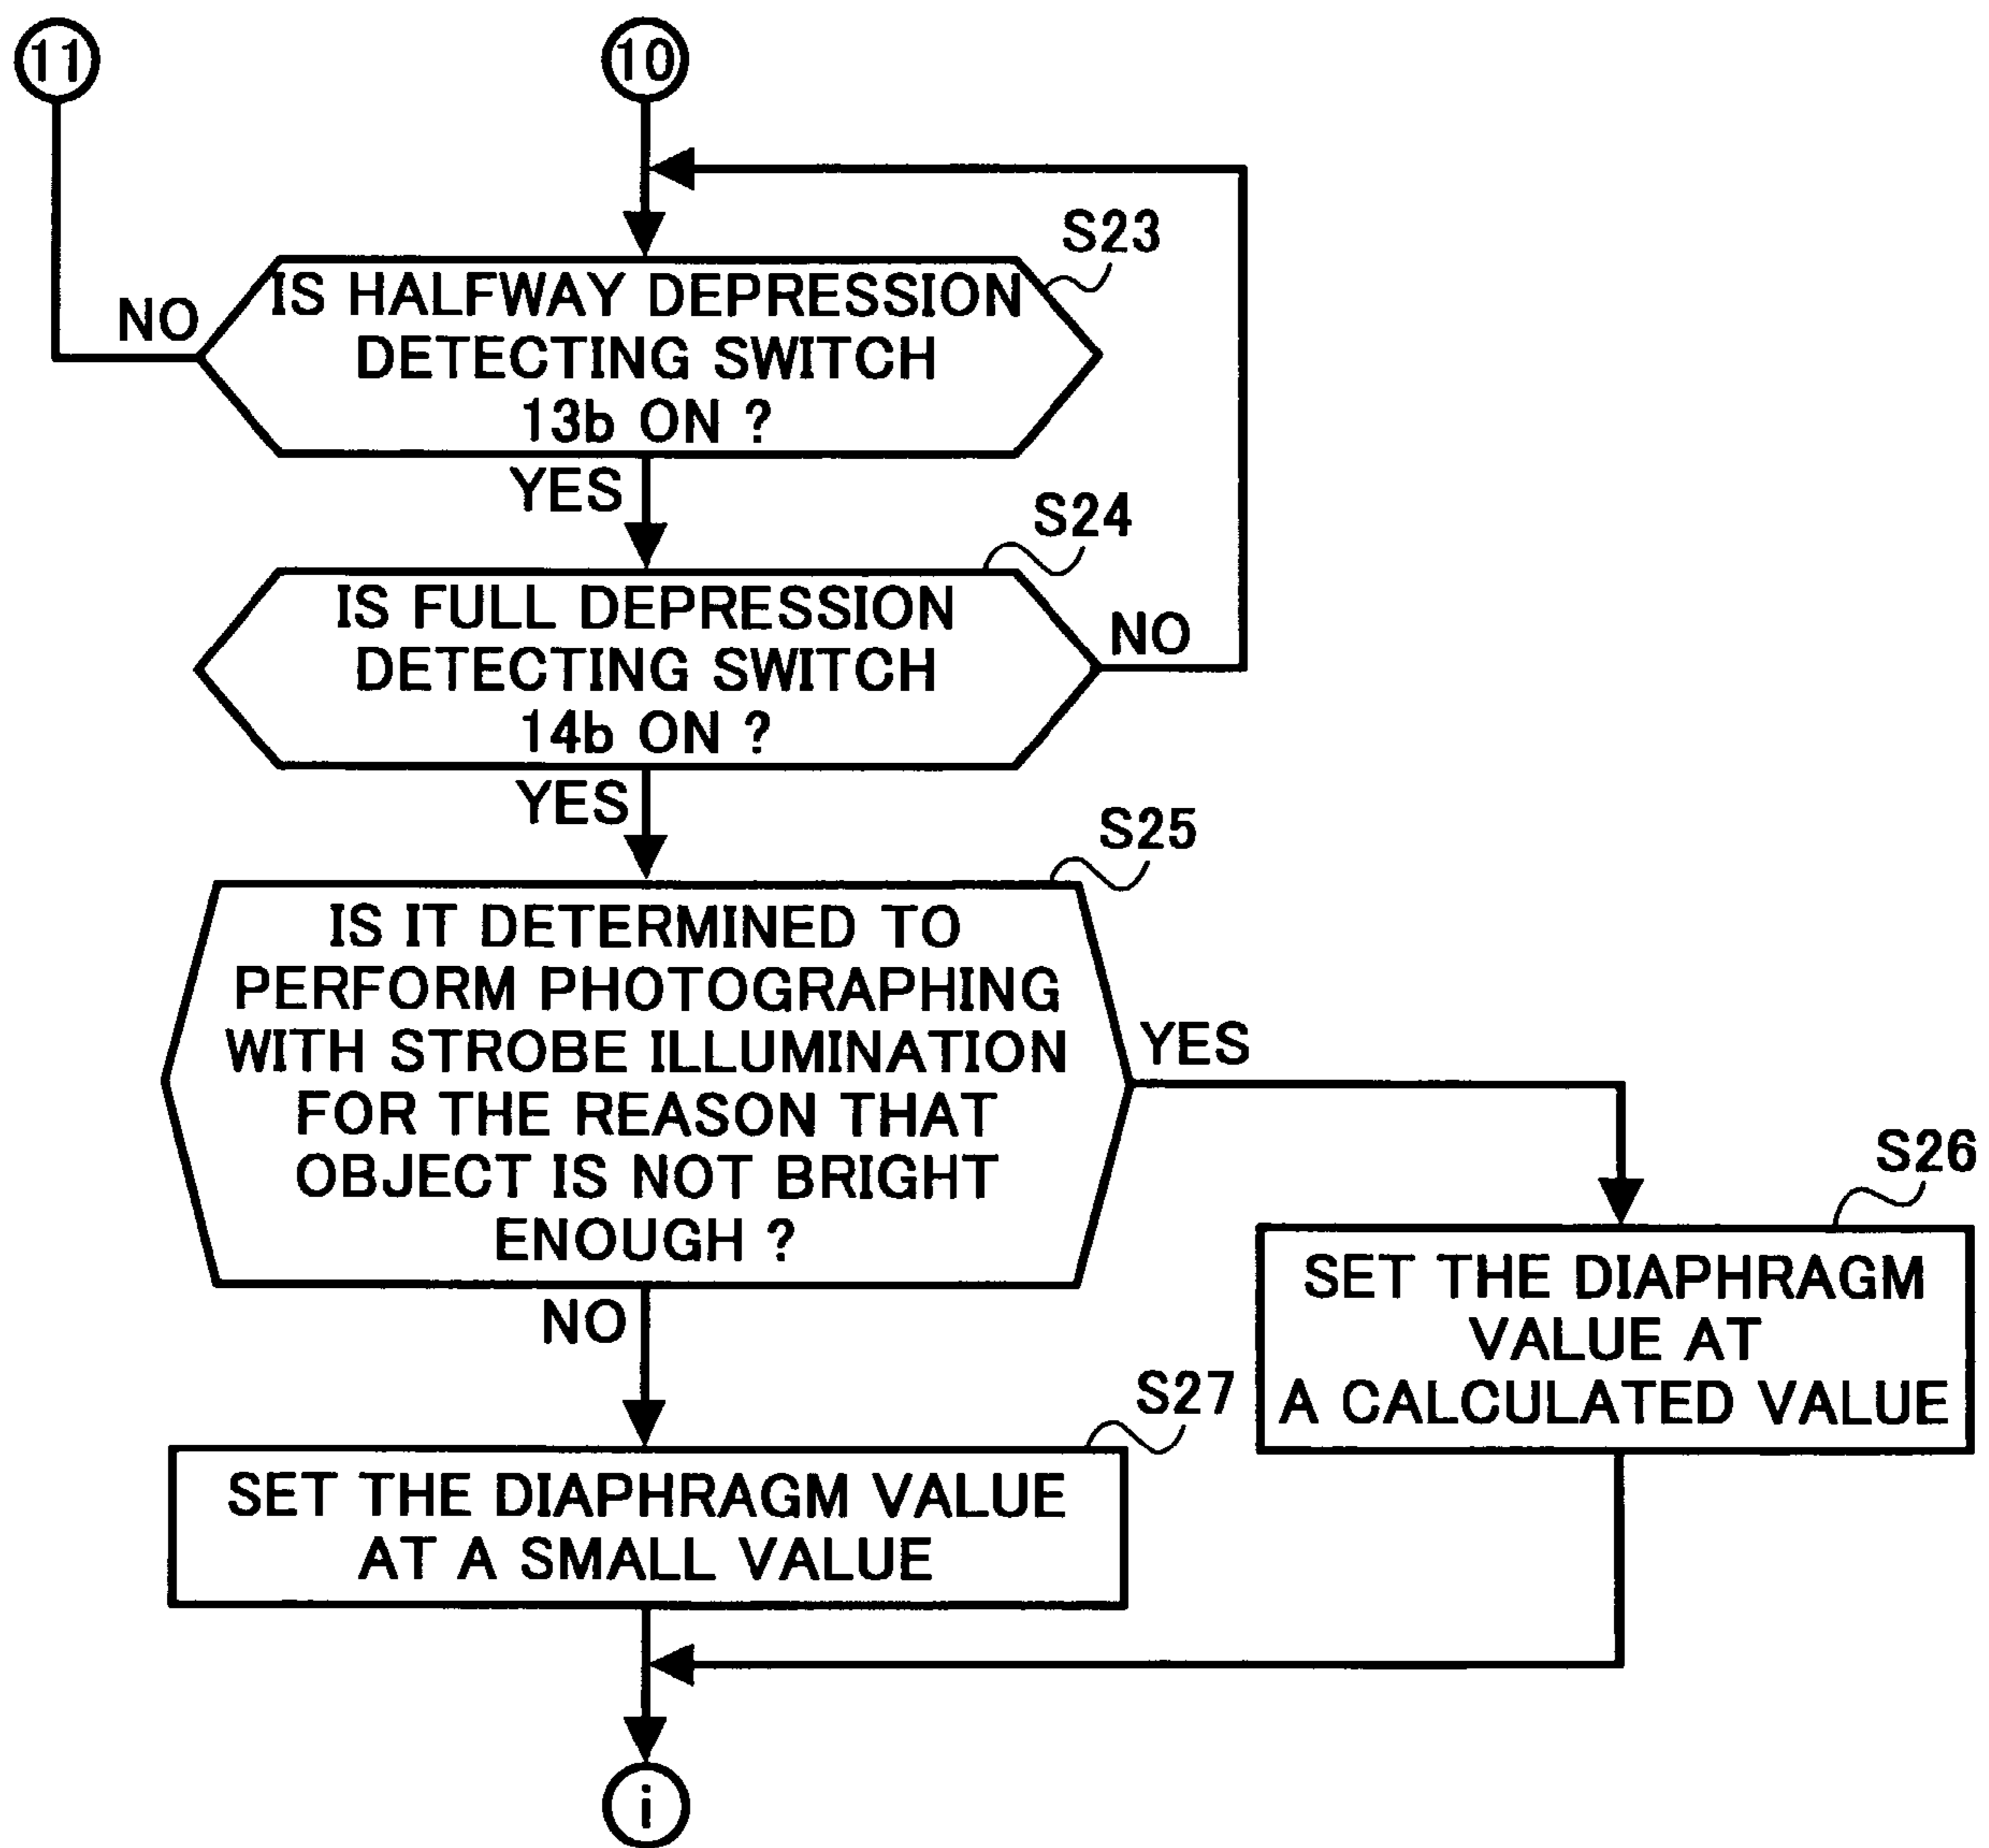 11
10
S23
IS HALFWAY DEPRESSION
DETECTING SWITCH
13b ON ?
NO
YES
S24
IS FULL DEPRESSION
DETECTING SWITCH
14b ON ?
NO
YES
S25
IS IT DETERMINED TO
PERFORM PHOTOGRAPHING
WITH STROBE ILLUMINATION
FOR THE REASON THAT
OBJECT IS NOT BRIGHT
ENOUGH ?
YES
NO
S26
SET THE DIAPHRAGM
VALUE AT
A CALCULATED VALUE
S27
SET THE DIAPHRAGM VALUE
AT A SMALL VALUE
i